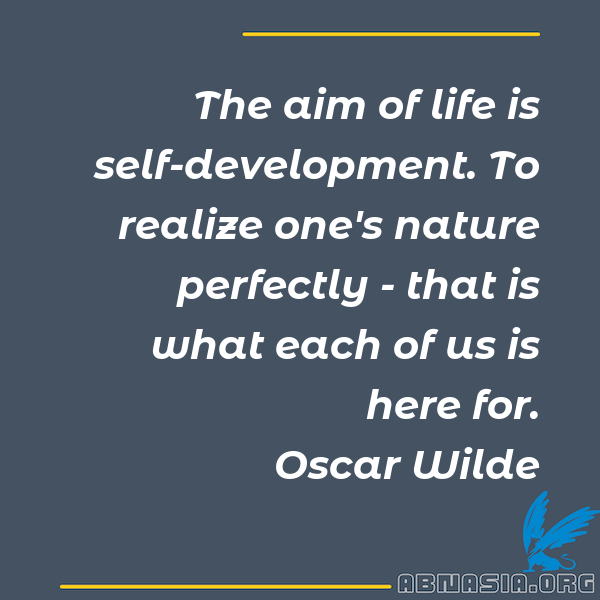 The aim of life is
self-development. To
realize one's nature
perfectly - that is
what each of us is
here for.
Oscar Wilde
ABNASIA.ORG